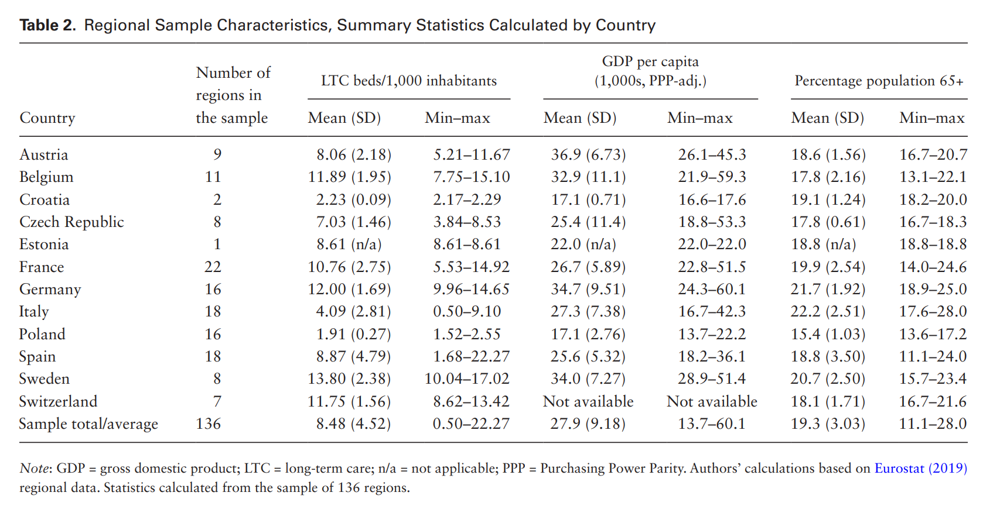 Table 2. Regional Sample Characteristics, Summary Statistics Calculated by Country
Country Number of regions in the sample LTC beds/1,000 inhabitants GDP per capita (1,000s, PPP-adj.) Percentage population 65+
Mean (SD) Min–max Mean (SD) Min–max Mean (SD) Min–max
Austria 9 8.06 (2.18) 5.21–11.67 36.9 (6.73) 26.1–45.3 18.6 (1.56) 16.7–20.7
Belgium 11 11.89 (1.95) 7.75–15.10 32.9 (11.1) 21.9–59.3 17.8 (2.16) 13.1–22.1
Croatia 2 2.23 (0.09) 2.17–2.29 17.1 (0.71) 16.6–17.6 19.1 (1.24) 18.2–20.0
Czech Republic 8 7.03 (1.46) 3.84–8.53 25.4 (11.4) 18.8–53.3 17.8 (0.61) 16.7–18.3
Estonia 1 8.61 (n/a) 8.61–8.61 22.0 (n/a) 22.0–22.0 18.8 (n/a) 18.8–18.8
France 22 10.76 (2.75) 5.53–14.92 26.7 (5.89) 22.8–51.5 19.9 (2.54) 14.0–24.6
Germany 16 12.00 (1.69) 9.96–14.65 34.7 (9.51) 24.3–60.1 21.7 (1.92) 18.9–25.0
Italy 18 4.09 (2.81) 0.50–9.10 27.3 (7.38) 16.7–42.3 22.2 (2.51) 17.6–28.0
Poland 16 1.91 (0.27) 1.52–2.55 17.1 (2.76) 13.7–22.2 15.4 (1.03) 13.6–17.2
Spain 18 8.87 (4.79) 1.68–22.27 25.6 (5.32) 18.2–36.1 18.8 (3.50) 11.1–24.0
Sweden 8 13.80 (2.38) 10.04–17.02 34.0 (7.27) 28.9–51.4 20.7 (2.50) 15.7–23.4
Switzerland 7 11.75 (1.56) 8.62–13.42 Not available Not available 18.1 (1.71) 16.7–21.6
Sample total/average 136 8.48 (4.52) 0.50–22.27 27.9 (9.18) 13.7–60.1 19.3 (3.03) 11.1–28.0
Note: GDP = gross domestic product; LTC = long-term care; n/a = not applicable; PPP = Purchasing Power Parity. Authors’ calculations based on Eurostat (2019)
regional data. Statistics calculated from the sample of 136 regions.